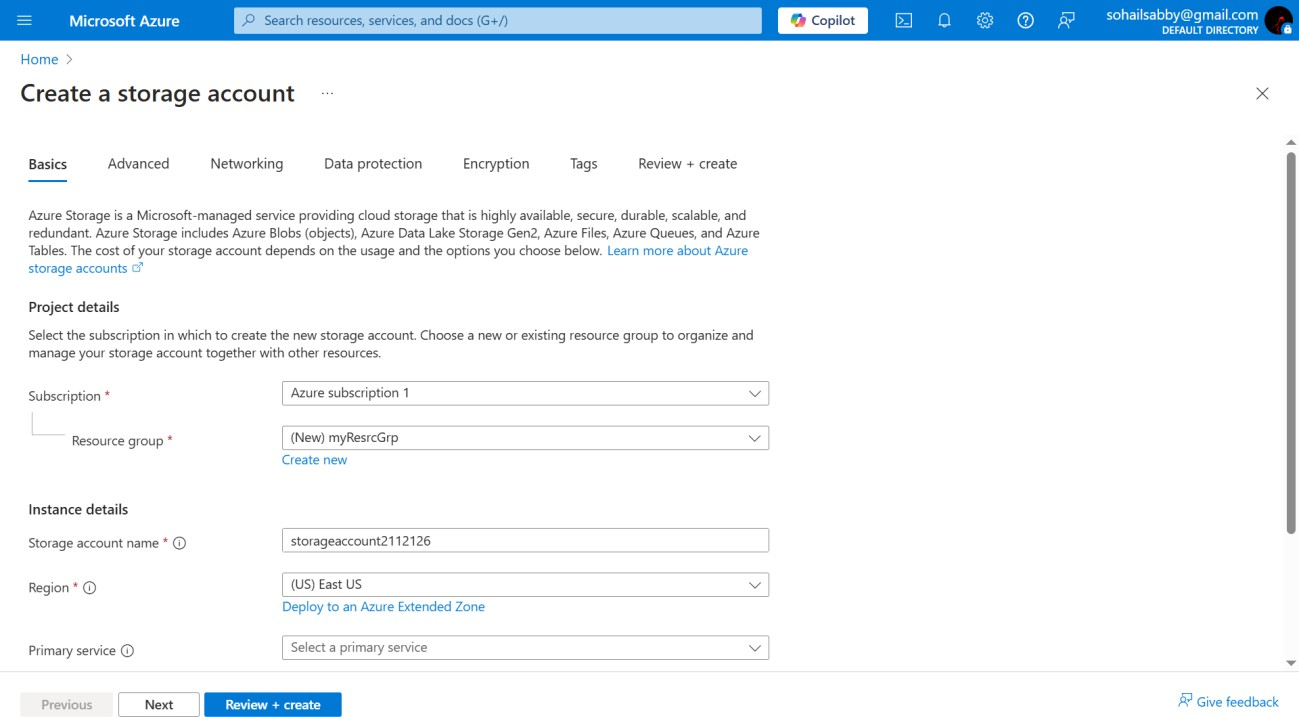 Microsoft Azure
Search resources, services, and docs (G+/)
Copilot
sohailsabby@gmail.com
DEFAULT DIRECTORY
Home
Create a storage account
...
Basics
Advanced
Networking
Data protection
Encryption
Tags
Review + create
Azure Storage is a Microsoft-managed service providing cloud storage that is highly available, secure, durable, scalable, and
redundant. Azure Storage includes Azure Blobs (objects), Azure Data Lake Storage Gen2, Azure Files, Azure Queues, and Azure
Tables. The cost of your storage account depends on the usage and the options you choose below. Learn more about Azure
storage accounts
Project details
Select the subscription in which to create the new storage account. Choose a new or existing resource group to organize and
manage your storage account together with other resources.
Subscription *
Azure subscription 1
Resource group *
(New) myResrcGrp
Create new
Instance details
Storage account name *
storageaccount2112126
Region *
(US) East US
Deploy to an Azure Extended Zone
Primary service
Select a primary service
Previous
Next
Review + create
Give feedback